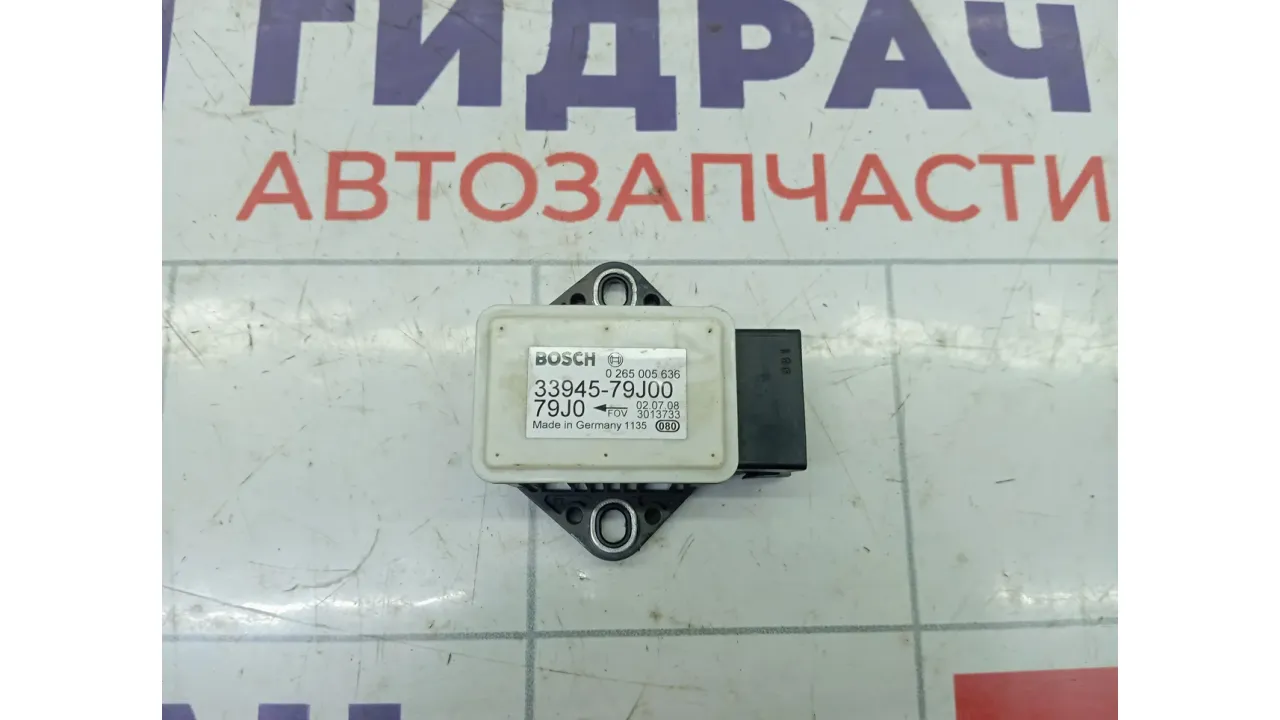 ГИДРАЧ
АВТОЗАПЧАСТИ
BOSCH
0 265 005 636
33945-79J00
79J0 FOV 02.07.08
3013733
Made in Germany 1135 080